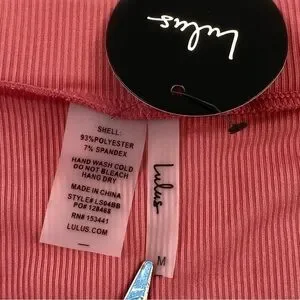 Lulus
SHELL:
93%POLYESTER
7% SPANDEX
HAND WASH COLD
DO NOT BLEACH
HANG DRY
MADE IN CHINA
STYLE# LS04BB
PO# 128468
RN# 153441
LULUS.COM
Lulus
M